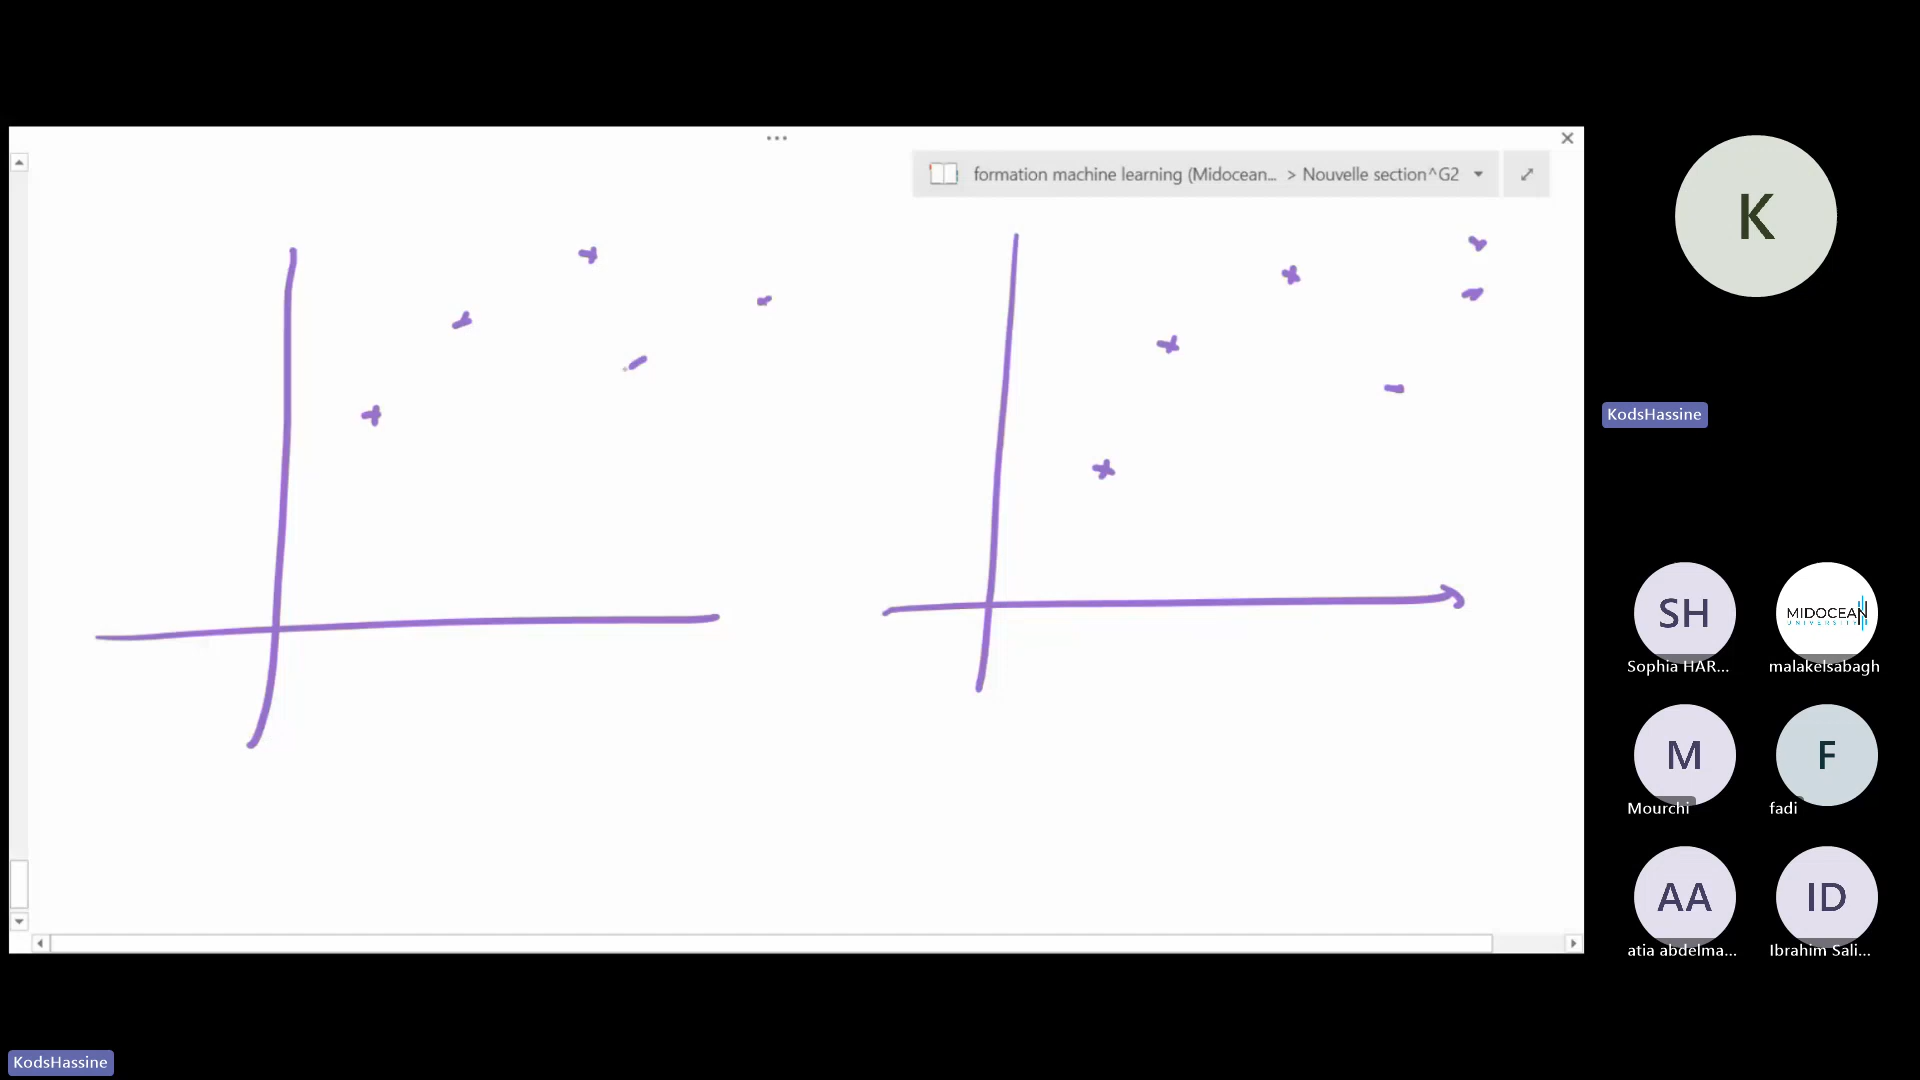 formation machine learning (Midocean... > Nouvelle section^G2
K
KodsHassine
SH
Sophia HAR...
MIDOCEAN
UNIVERSITY
malakelsabagh
M
Mourchi
F
fadi
AA
atia abdelma...
ID
Ibrahim Sali...
KodsHassine